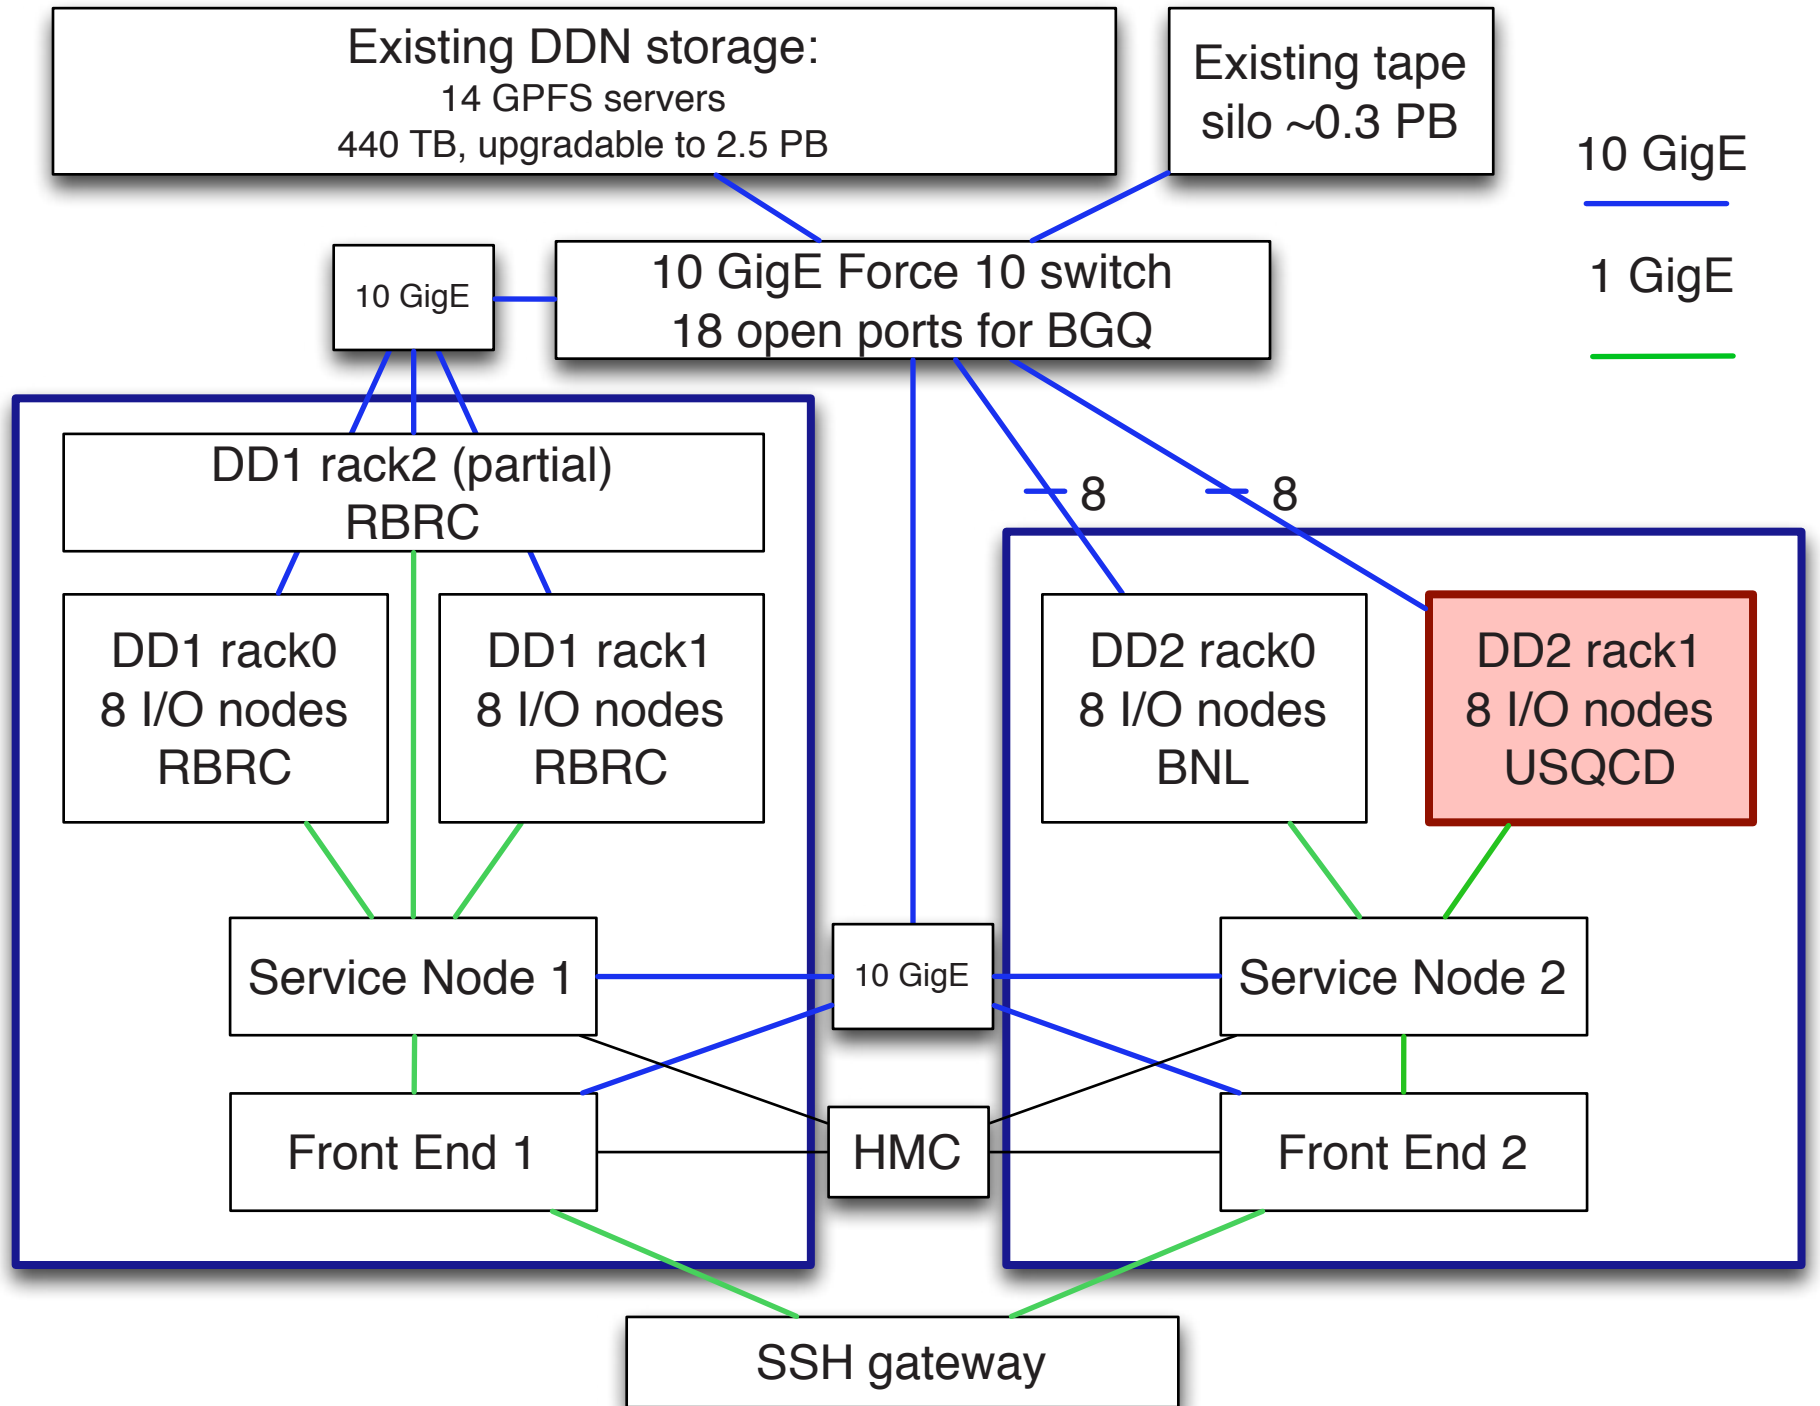 Existing DDN storage:
14 GPFS servers
440 TB, upgradable to 2.5 PB
Existing tape
silo ~0.3 PB
10 GigE
1 GigE
10 GigE
10 GigE Force 10 switch
18 open ports for BGQ
DD1 rack2 (partial)
RBRC
8
8
DD1 rack0
8 I/O nodes
RBRC
DD1 rack1
8 I/O nodes
RBRC
DD2 rack0
8 I/O nodes
BNL
DD2 rack1
8 I/O nodes
USQCD
Service Node 1
10 GigE
Service Node 2
Front End 1
HMC
Front End 2
SSH gateway